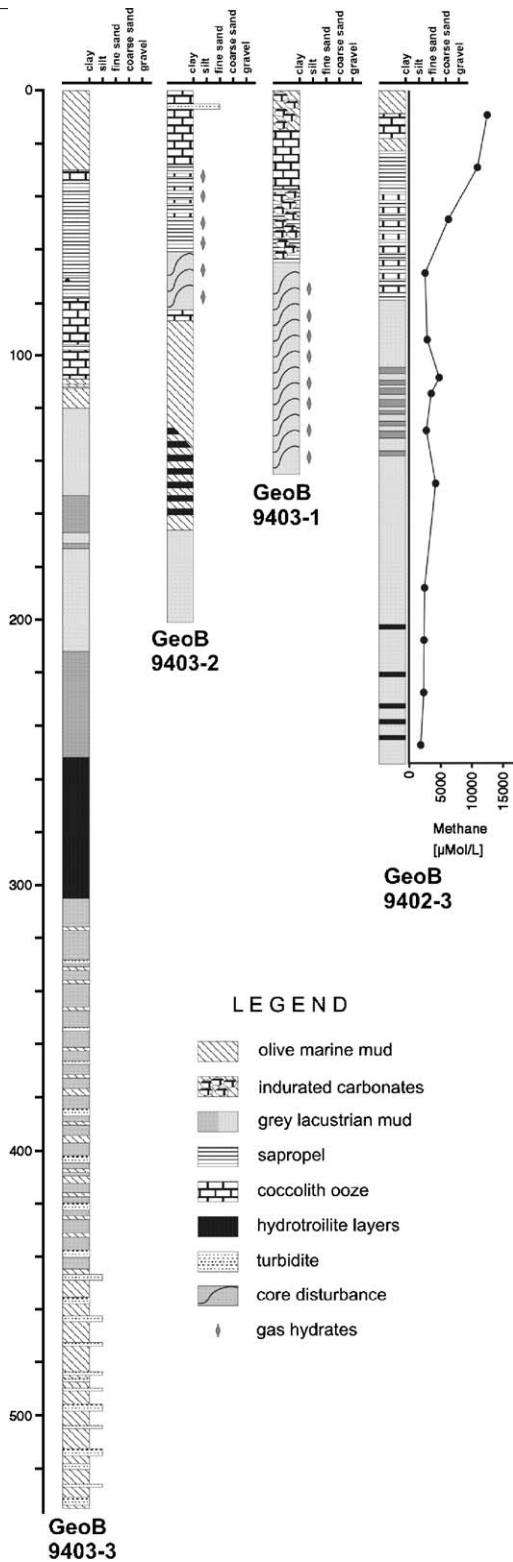 clay
silt
fine sand
coarse sand
gravel
clay
silt
fine sand
coarse sand
gravel
clay
silt
fine sand
coarse sand
gravel
clay
silt
fine sand
coarse sand
gravel
0
100
200
300
400
500
GeoB
9403-1
GeoB
9403-2
0 5000 10000 15000
Methane
[µMol/L]
GeoB
9402-3
LEGEND
olive marine mud
indurated carbonates
grey lacustrian mud
sapropel
coccolith ooze
hydrotroilite layers
turbidite
core disturbance
gas hydrates
GeoB
9403-3